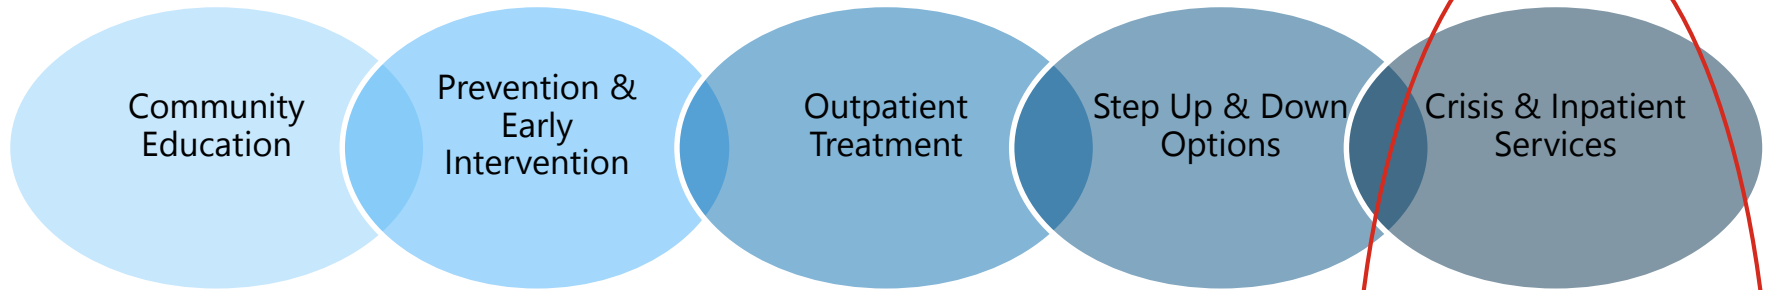 Community
Education
Prevention &
Early
Intervention
Outpatient
Treatment
Step Up & Down
Options
Crisis & Inpatient
Services